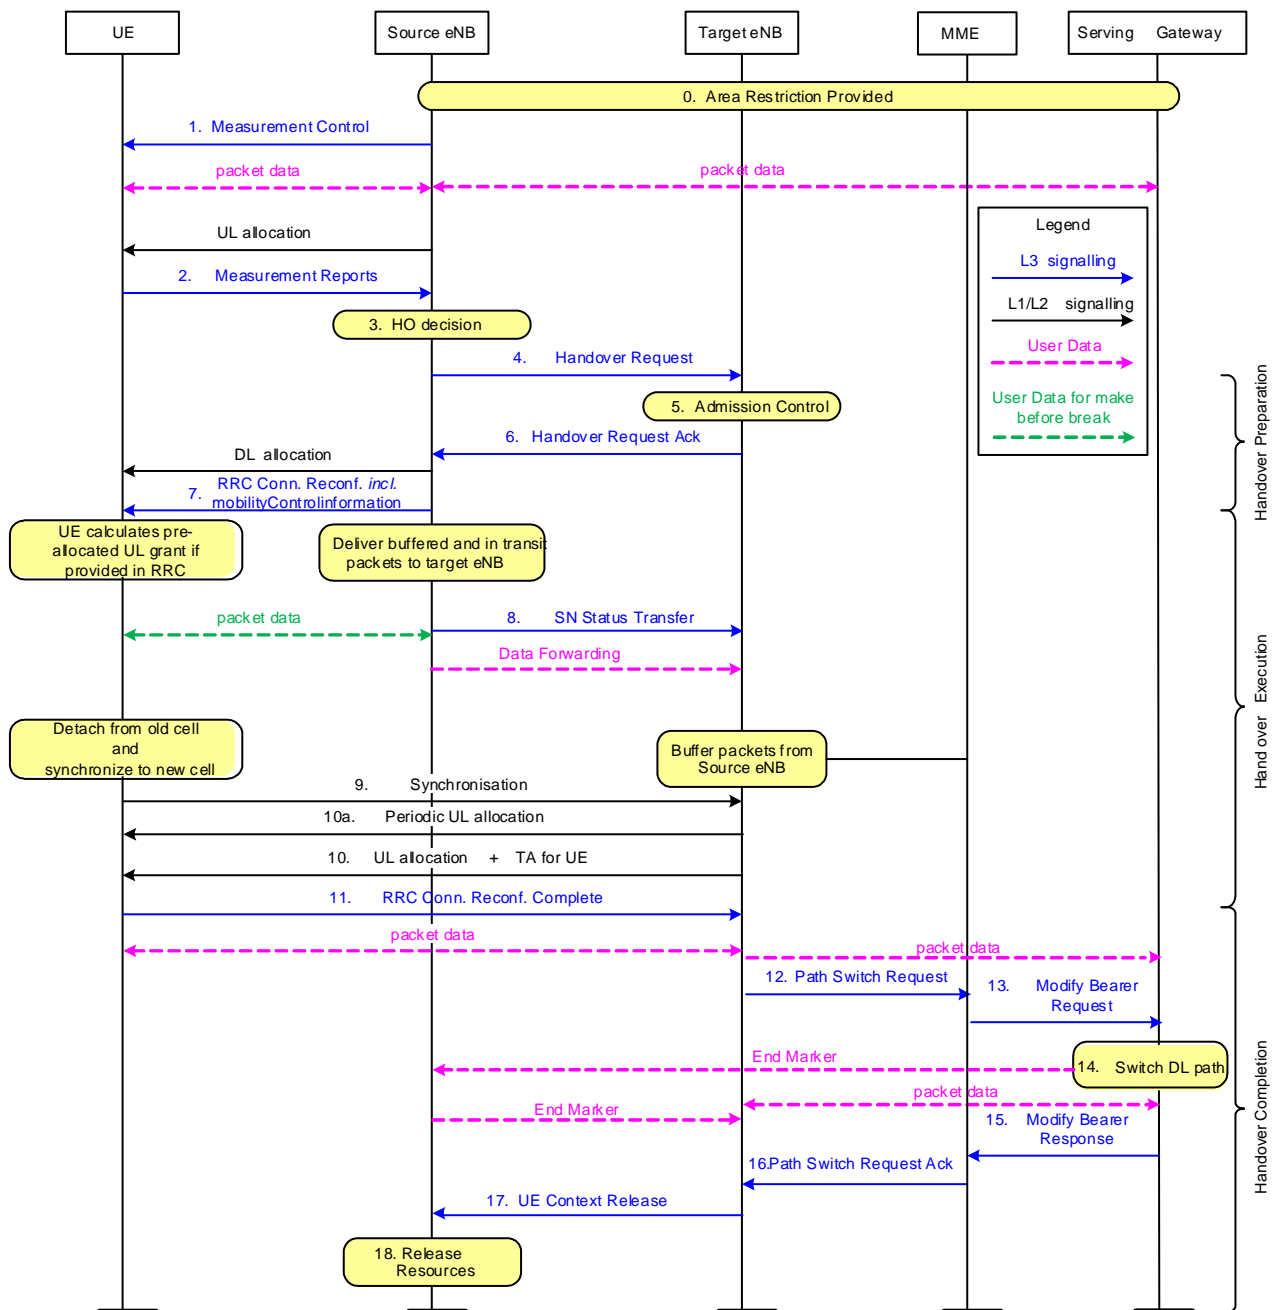 UE
Source eNB
Target eNB
MME
Serving Gateway
0. Area Restriction Provided
1. Measurement Control
packet data
packet data
Legend
UL allocation
L3 signalling
2. Measurement Reports
L1/L2 signalling
3. HO decision
User Data
4. Handover Request
User Data for make
before break
5. Admission Control
6. Handover Request Ack
Handover Preparation
DL allocation
7. RRC Conn. Reconf. incl.
mobilityControlinformation
UE calculates pre-
allocated UL grant if
provided in RRC
Deliver buffered and in transit
packets to target eNB
packet data
8. SN Status Transfer
Data Forwarding
Hand over Execution
Detach from old cell
and
synchronize to new cell
Buffer packets from
Source eNB
9. Synchronisation
10a. Periodic UL allocation
10. UL allocation + TA for UE
11. RRC Conn. Reconf. Complete
packet data
packet data
12. Path Switch Request
13. Modify Bearer
Request
End Marker
14. Switch DL path
packet data
End Marker
15. Modify Bearer
Response
Handover Completion
16.Path Switch Request Ack
17. UE Context Release
18. Release
Resources